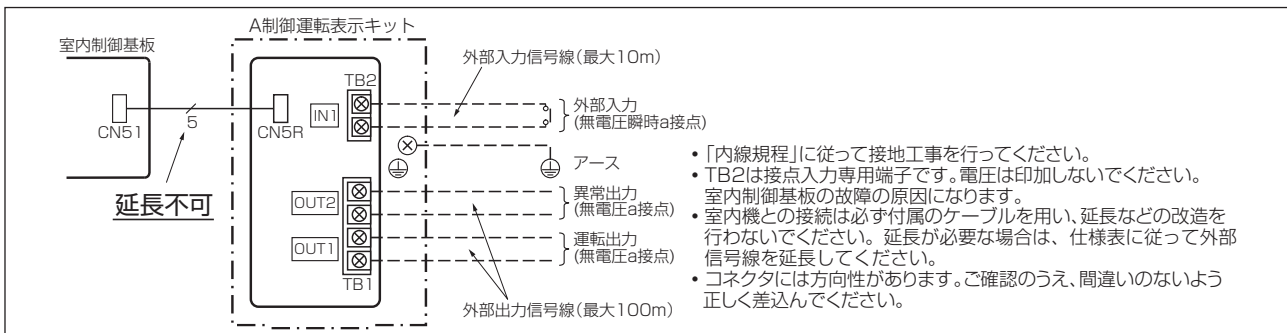 A制御運転表示キット
室内制御基板
外部入力信号線（最大10m）
TB2
IN1
外部入力
（無電圧瞬時a接点）
CN51
5
CN5R
アース
延長不可
OUT2
異常出力
（無電圧a接点）
OUT1
運転出力
（無電圧a接点）
TB1
外部出力信号線（最大100m）
・「内線規程」に従って接地工事を行ってください。
・TB2は接点入力専用端子です。電圧は印加しないでください。
室内制御基板の故障の原因になります。
・室内機との接続は必ず付属のケーブルを用い、延長などの改造を
行わないでください。延長が必要な場合は、仕様表に従って外部
信号線を延長してください。
・コネクタには方向性があります。ご確認のうえ、間違いのないよう
正しく差込んでください。